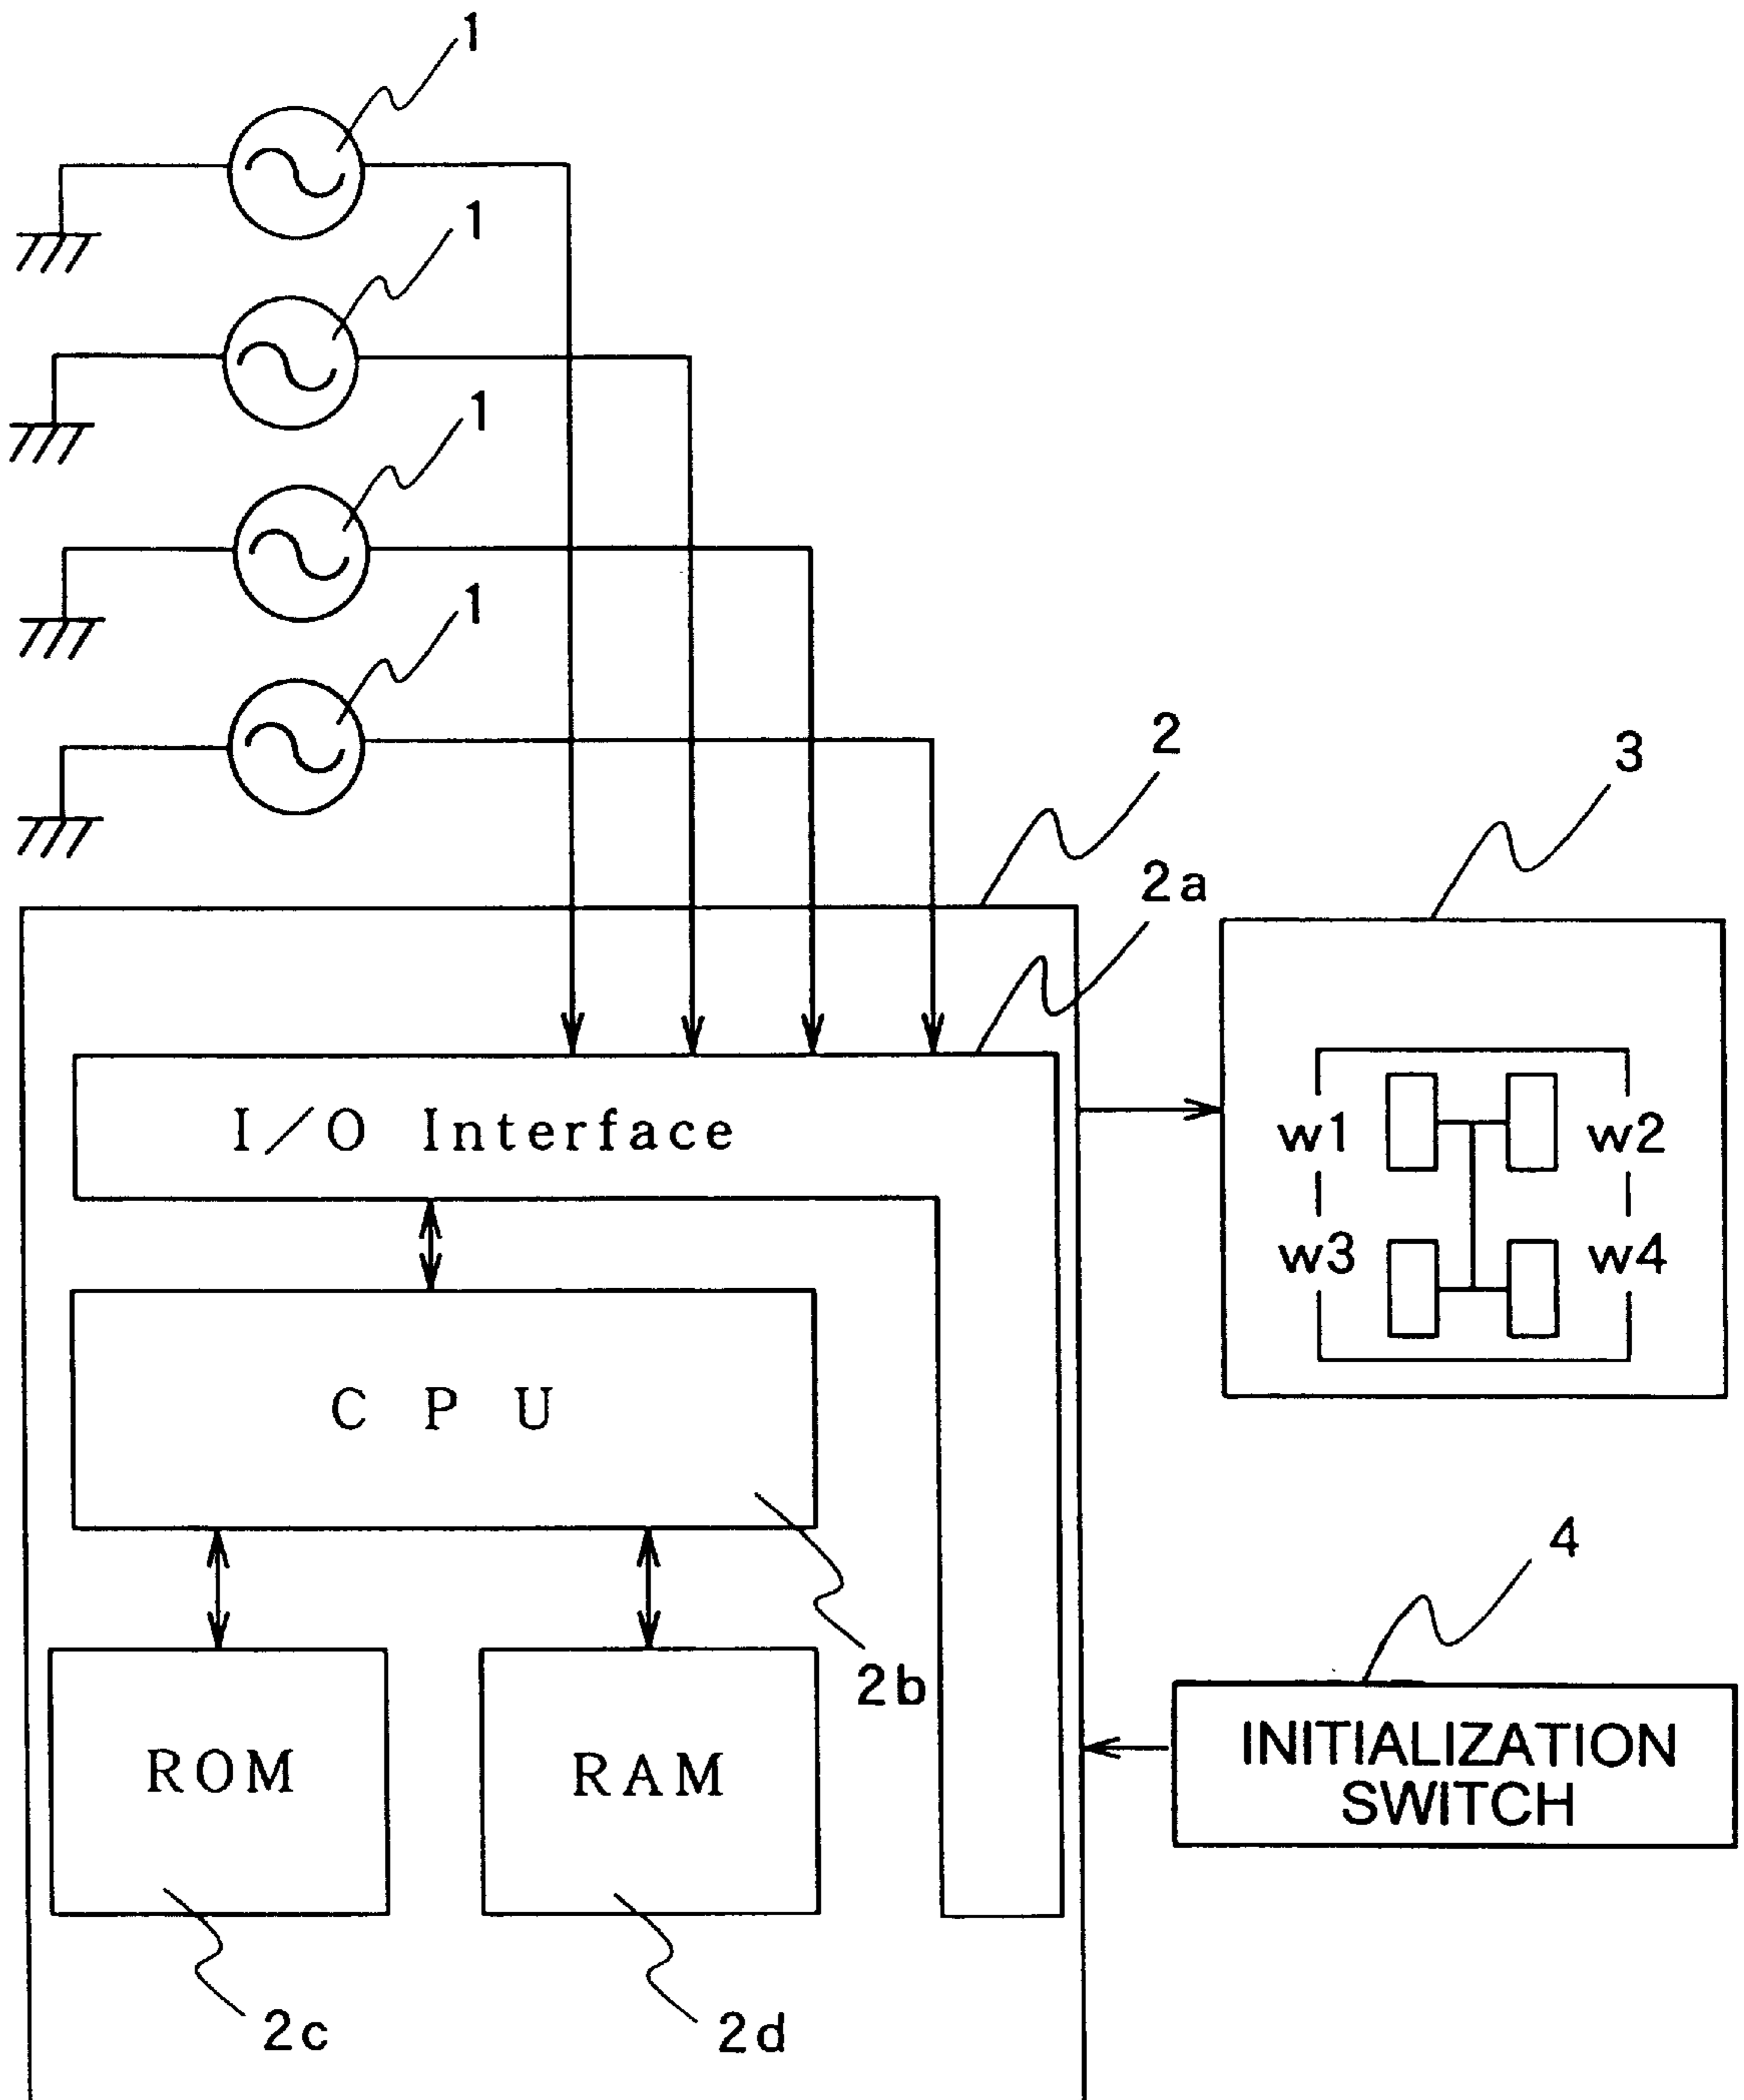 1
1
1
1
2
3
2a
I/O Interface
w1 w2
w3 w4
C P U
4
2b
ROM RAM
INITIALIZATION
SWITCH
2c 2d